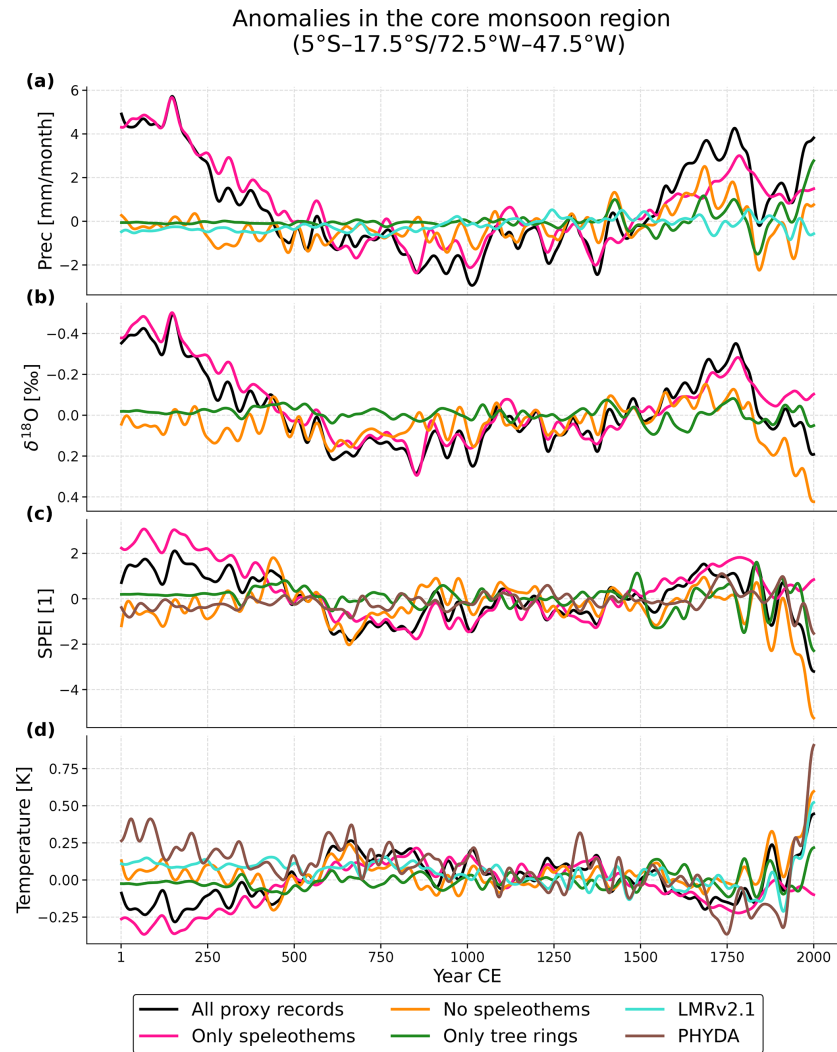 Anomalies in the core monsoon region
(5°S–17.5°S/72.5°W–47.5°W)
(a)
Prec [mm/month]
6
4
2
0
−2
(b)
δ¹⁸O [‰]
−0.4
−0.2
0.0
0.2
0.4
(c)
SPEI [1]
2
0
−2
−4
(d)
Temperature [K]
0.75
0.50
0.25
0.00
−0.25
1 250 500 750 1000 1250 1500 1750 2000
Year CE
All proxy records No speleothems LMRv2.1
Only speleothems Only tree rings PHYDA